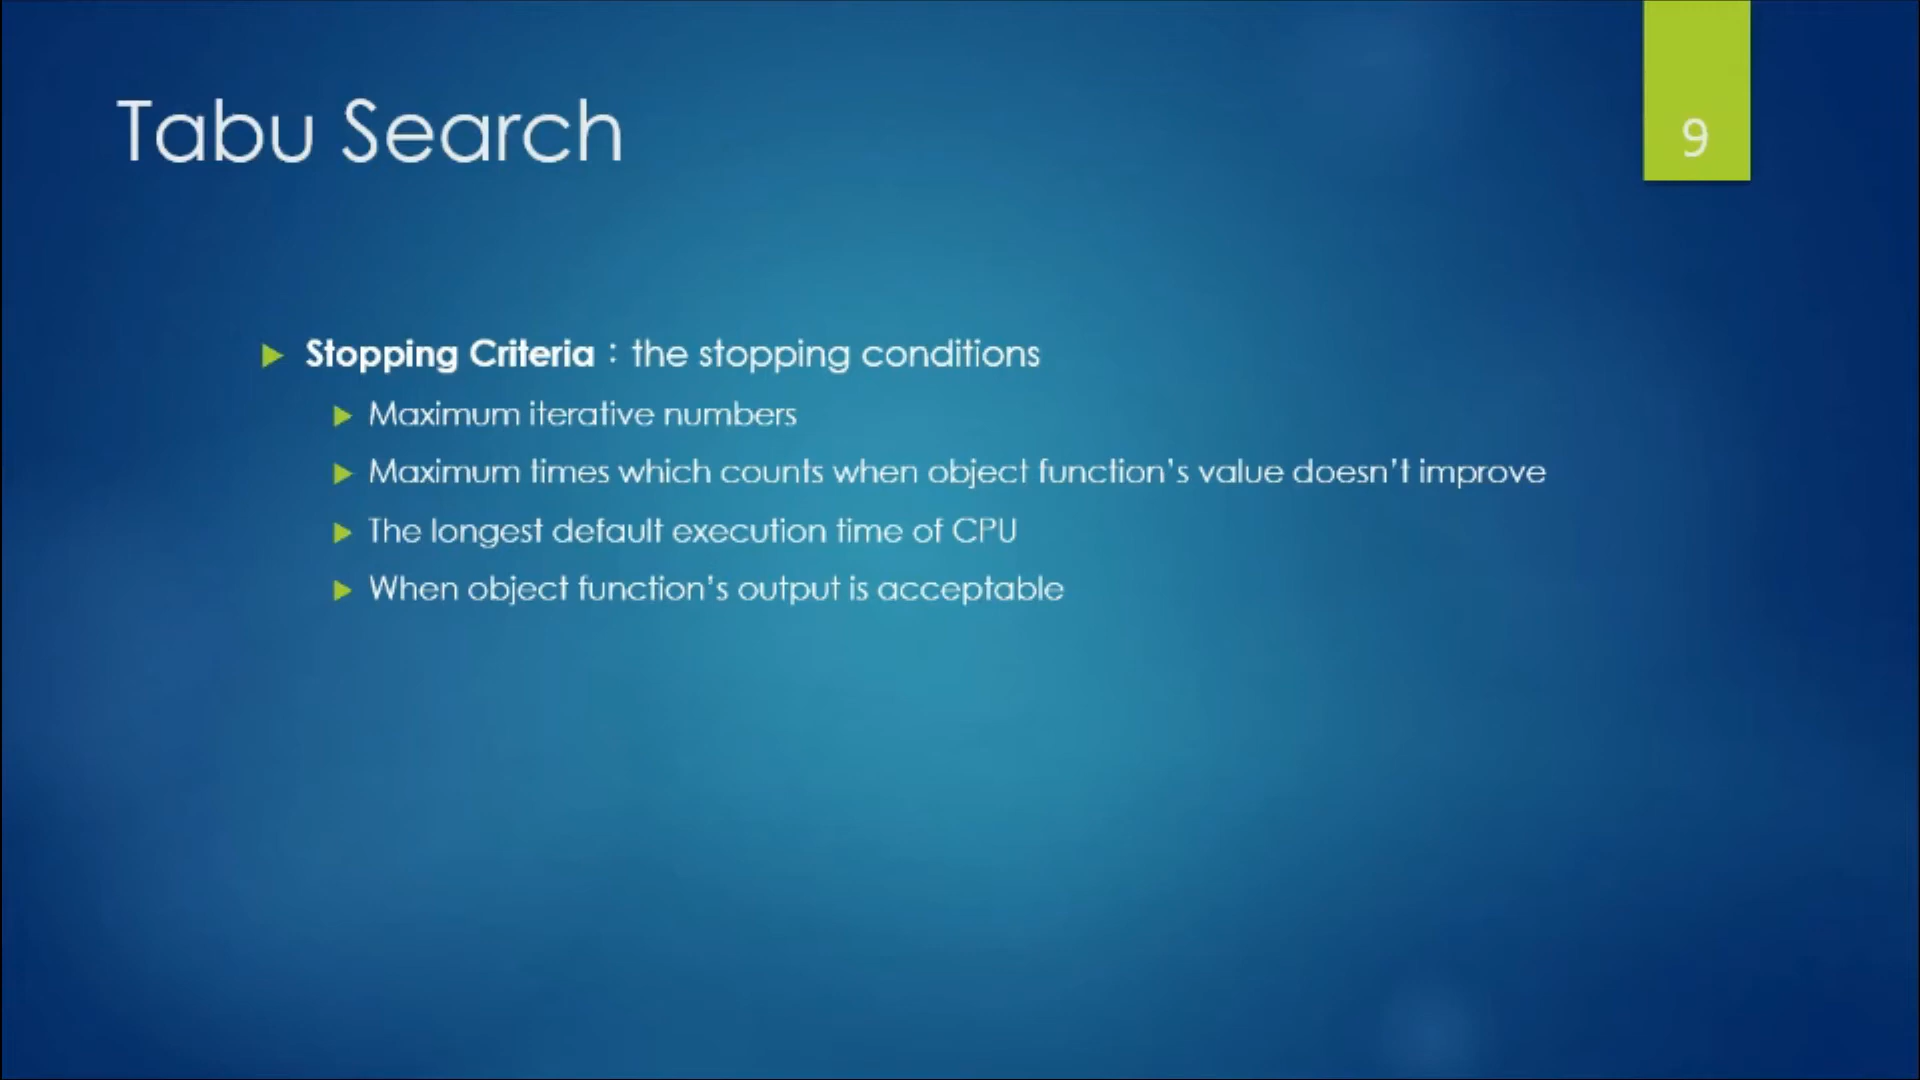 Tabu Search
9
Stopping Criteria：the stopping conditions
Maximum iterative numbers
Maximum times which counts when object function’s value doesn’t improve
The longest default execution time of CPU
When object function’s output is acceptable